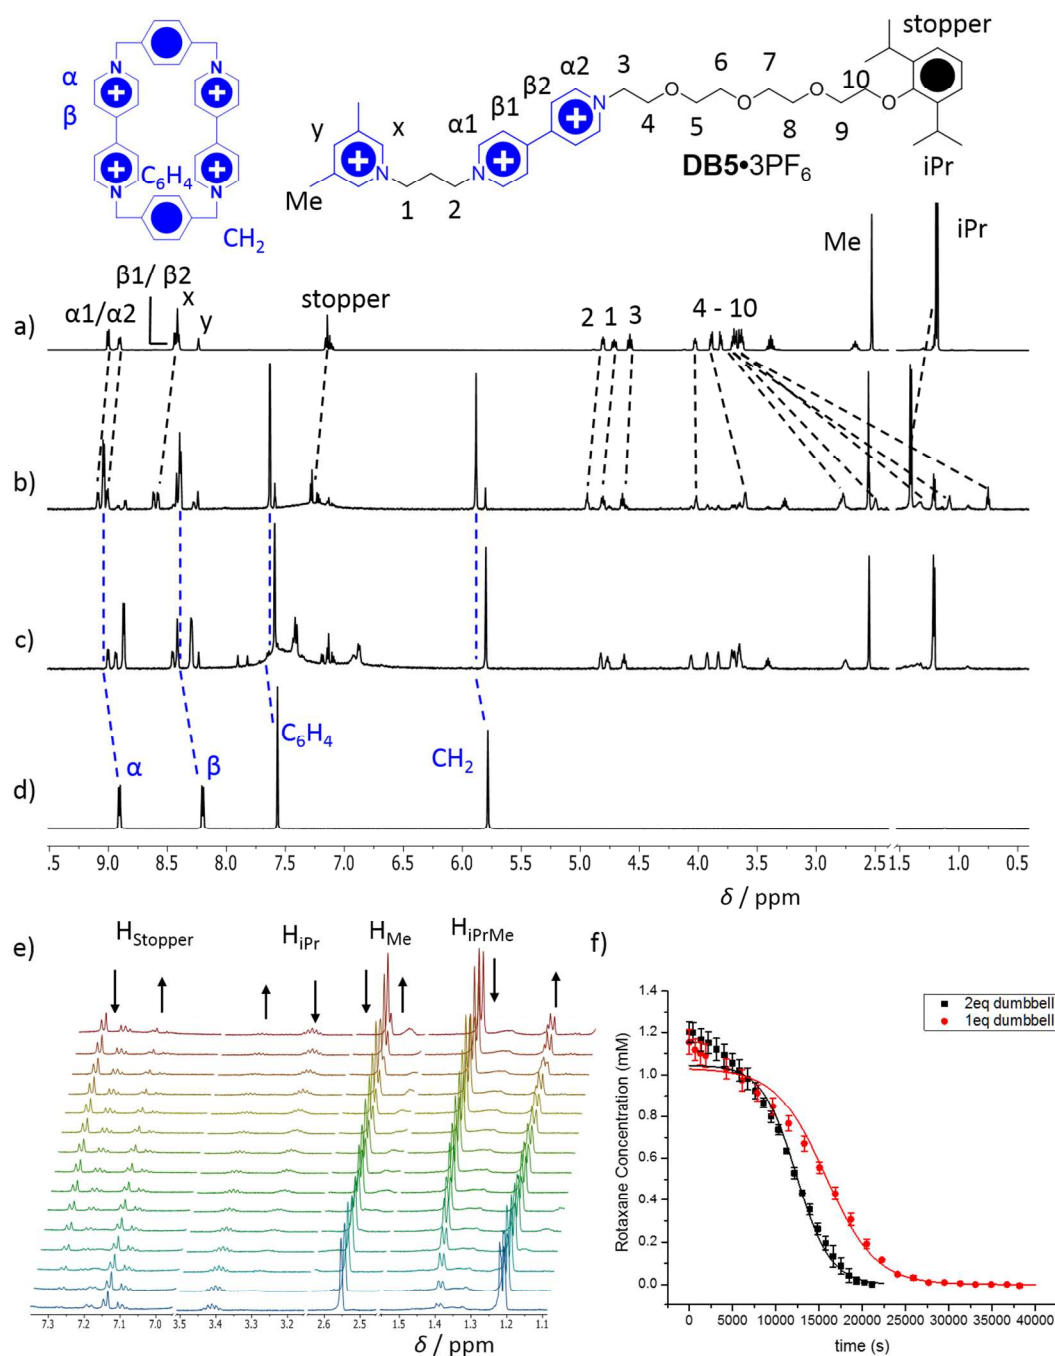 stopper
N N
N N
α
β
C₆H₄
CH₂
y
x
Me
N
1
2
N
α1
β1
β2
α2
N
3
4
O
5
6
O
7
8
O
9
10
O
iPr
DB5•3PF₆
a)
α1/α2
β1/ β2
x
y
stopper
2 1 3
4 - 10
Me
iPr
b)
c)
d)
α
β
C₆H₄
CH₂
.5 9.0 8.5 8.0 7.5 7.0 6.5 6.0 5.5 5.0 4.5 4.0 3.5 3.0 2.5 1.5 1.0 0.5
δ / ppm
e)
H_Stopper
H_iPr
H_Me
H_iPrMe
7.3 7.2 7.1 3.5 3.4 3.3 3.2 2.6 2.5 1.5 1.4 1.3 1.2 1.1
δ / ppm
f)
2eq dumbbell
1eq dumbbell
Rotaxane Concentration (mM)
1.4
1.2
1.0
0.8
0.6
0.4
0.2
0.0
0 5000 10000 15000 20000 25000 30000 35000 40000
time (s)